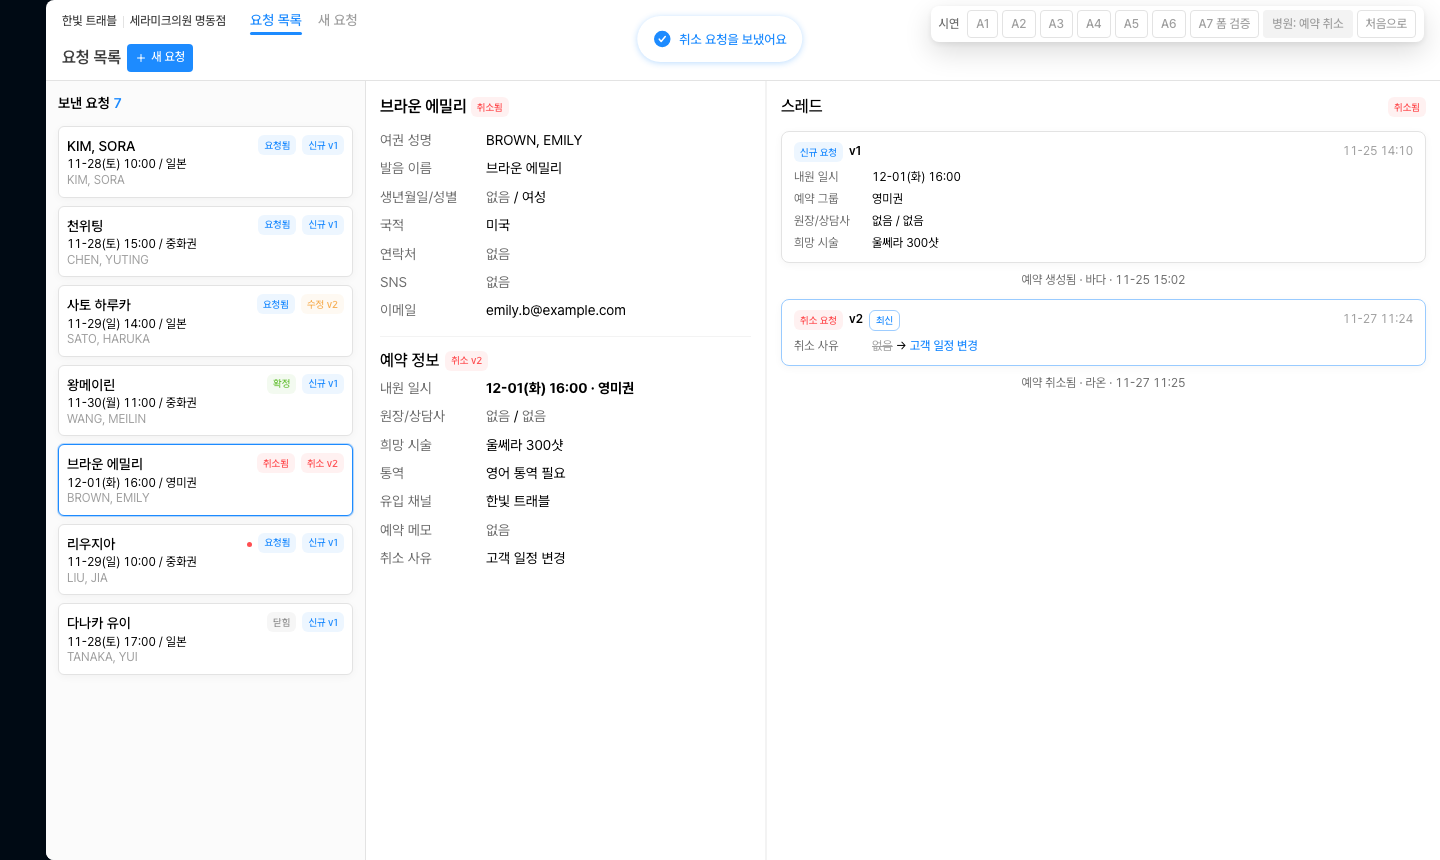 한빛 트래블 | 세라미크의원 명동점 요청 목록 새 요청
취소 요청을 보냈어요
시연 A1 A2 A3 A4 A5 A6 A7 폼 검증 병원: 예약 취소 처음으로
요청 목록 + 새 요청
보낸 요청 7
KIM, SORA 요청됨 신규 v1
11-28(토) 10:00 / 일본
KIM, SORA
천위팅 요청됨 신규 v1
11-28(토) 15:00 / 중화권
CHEN, YUTING
사토 하루카 요청됨 수정 v2
11-29(일) 14:00 / 일본
SATO, HARUKA
왕메이린 확정 신규 v1
11-30(월) 11:00 / 중화권
WANG, MEILIN
브라운 에밀리 취소됨 취소 v2
12-01(화) 16:00 / 영미권
BROWN, EMILY
리우지아 요청됨 신규 v1
11-29(일) 10:00 / 중화권
LIU, JIA
다나카 유이 닫힘 신규 v1
11-28(토) 17:00 / 일본
TANAKA, YUI
브라운 에밀리 취소됨
여권 성명 BROWN, EMILY
발음 이름 브라운 에밀리
생년월일/성별 없음 / 여성
국적 미국
연락처 없음
SNS 없음
이메일 emily.b@example.com
예약 정보 취소 v2
내원 일시 12-01(화) 16:00 · 영미권
원장/상담사 없음 / 없음
희망 시술 울쎄라 300샷
통역 영어 통역 필요
유입 채널 한빛 트래블
예약 메모 없음
취소 사유 고객 일정 변경
스레드 취소됨
신규 요청 v1 11-25 14:10
내원 일시 12-01(화) 16:00
예약 그룹 영미권
원장/상담사 없음 / 없음
희망 시술 울쎄라 300샷
예약 생성됨 · 바다 · 11-25 15:02
취소 요청 v2 최신 11-27 11:24
취소 사유 없음 → 고객 일정 변경
예약 취소됨 · 라온 · 11-27 11:25